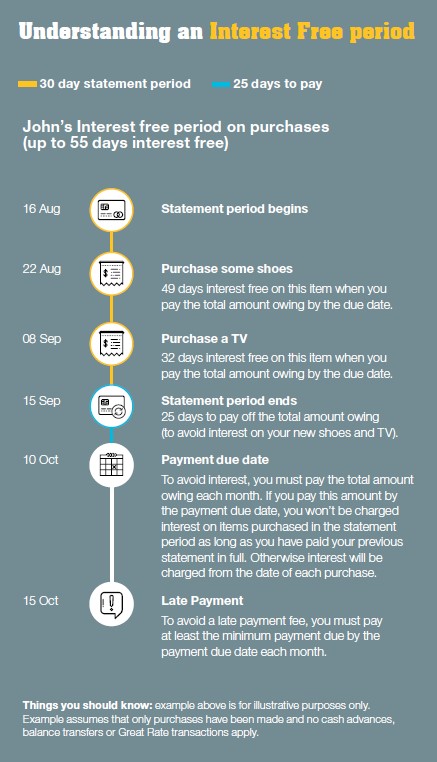 Understanding an Interest Free period
30 day statement period
25 days to pay
John's Interest free period on purchases
(up to 55 days interest free)
16 Aug
Statement period begins
22 Aug
Purchase some shoes
49 days interest free on this item when you
pay the total amount owing by the due date.
08 Sep
Purchase a TV
32 days interest free on this item when you
pay the total amount owing by the due date.
15 Sep
Statement period ends
25 days to pay off the total amount owing
(to avoid interest on your new shoes and TV).
10 Oct
Payment due date
To avoid interest, you must pay the total amount
owing each month. If you pay this amount by
the payment due date, you won't be charged
interest on items purchased in the statement
period as long as you have paid your previous
statement in full. Otherwise interest will be
charged from the date of each purchase.
15 Oct
Late Payment
To avoid a late payment fee, you must pay
at least the minimum payment due by the
payment due date each month.
Things you should know: example above is for illustrative purposes only.
Example assumes that only purchases have been made and no cash advances,
balance transfers or Great Rate transactions apply.